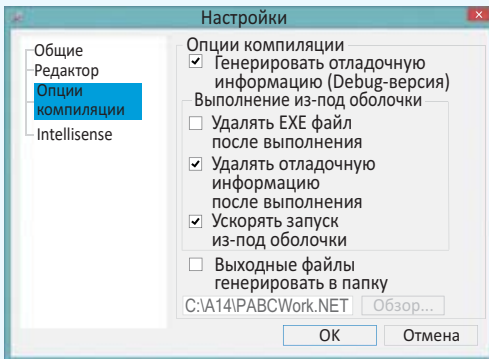 Настройки
Общие
Редактор
Опции
компиляции
Intellisense
Опции компиляции
Генерировать отладочную
информацию (Debug-версия)
Выполнение из-под оболочки
Удалять EXE файл
после выполнения
Удалять отладочную
информацию
после выполнения
Ускорять запуск
из-под оболочки
Выходные файлы
генерировать в папку
C:\A14\PABCWork.NET
Обзор...
OK
Отмена